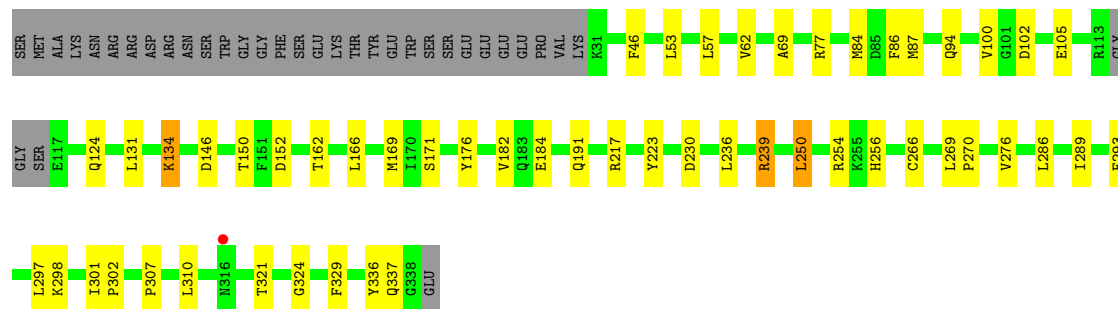 SER MET ALA LYS ASN ARG ARG ASP ARG ASN SER TRP GLY GLY PHE SER GLU LYS THR TYR GLU TRP SER SER GLU GLU GLU GLU PRO VAL LYS K31 F46 L53 L57 V62 A69 R77 M84 D85 F86 M87 Q94 V100 G101 D102 E105 R113 GLY
GLY SER E117 Q124 L131 K134 D146 T150 F151 D152 T162 L166 M169 I170 S171 Y176 V182 Q183 E184 Q191 R217 Y223 D230 L236 R239 L250 R254 K255 H256 C266 L269 P270 V276 L286 I289
L297 K298 I301 P302 P307 L310 N316 T321 G324 F329 Y336 Q337 G338 GLU